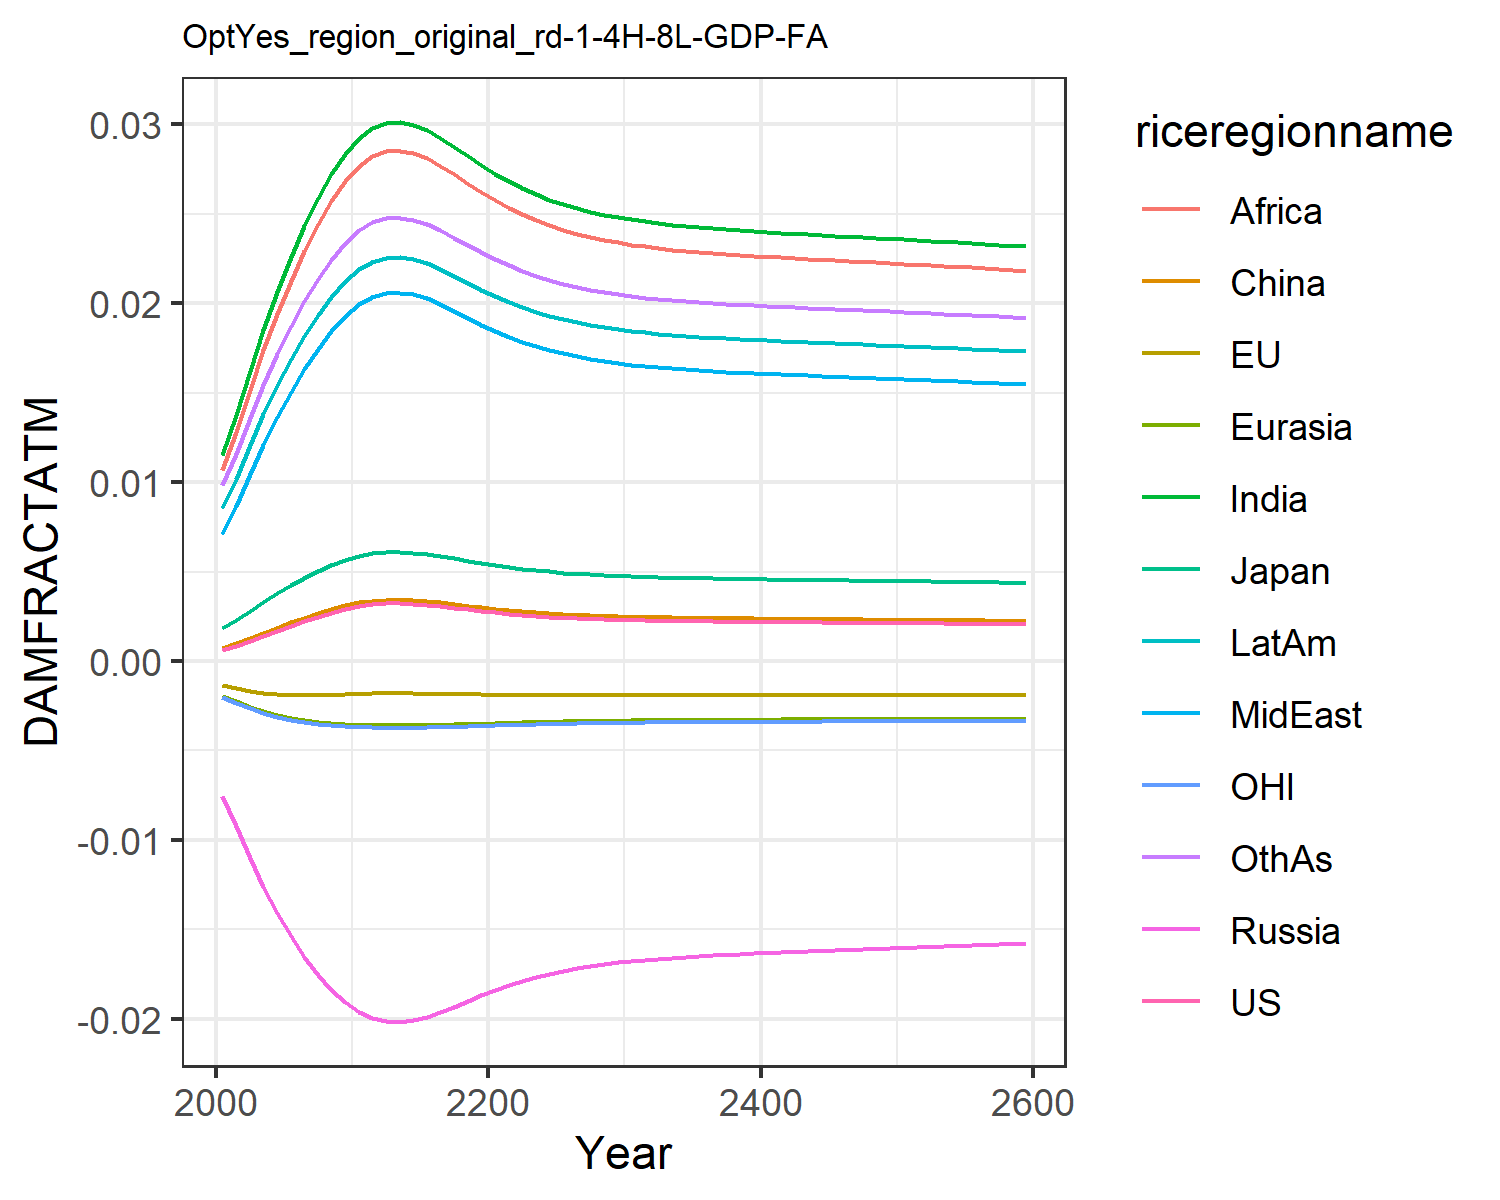 OptYes_region_original_rd-1-4H-8L-GDP-FA
DAMFRACTATM
0.03
0.02
0.01
0.00
-0.01
-0.02
2000
2200
2400
2600
Year
riceregionname
Africa
China
EU
Eurasia
India
Japan
LatAm
MidEast
OHI
OthAs
Russia
US